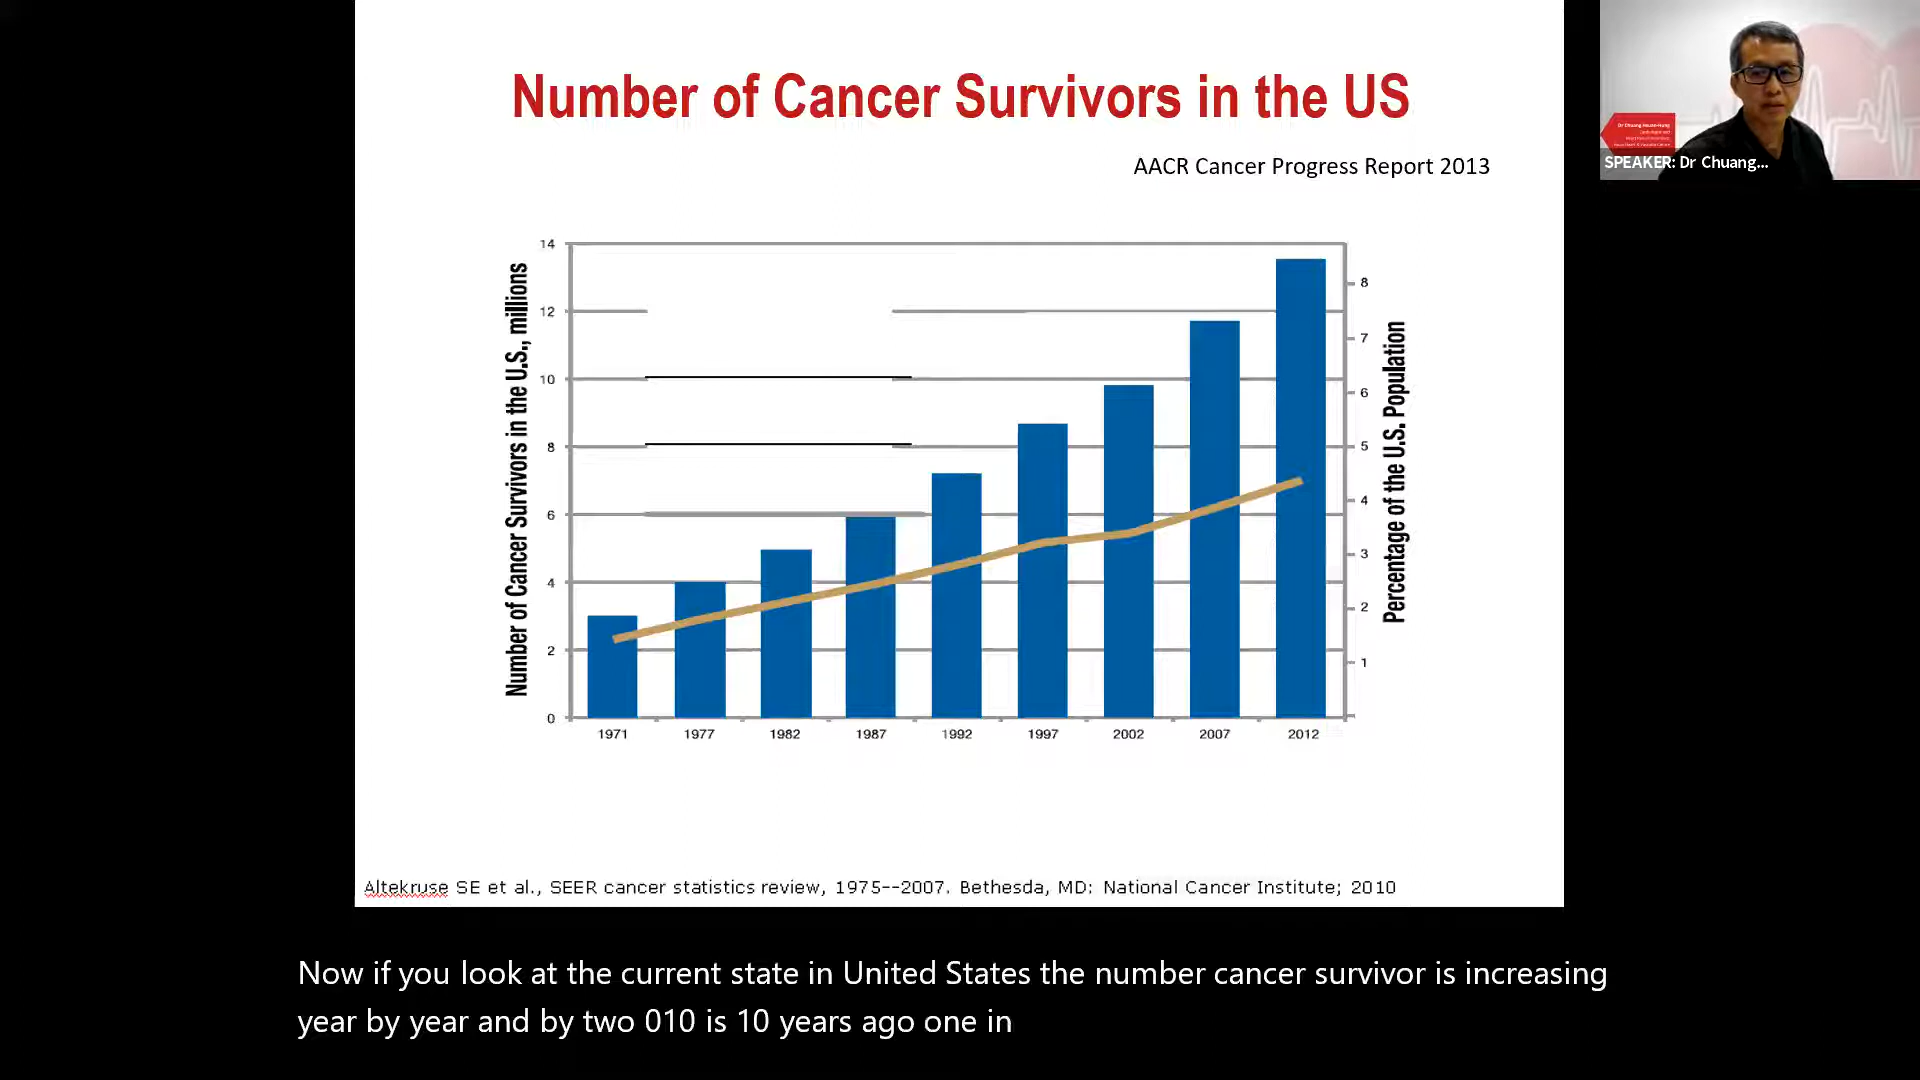 Number of Cancer Survivors in the US
AACR Cancer Progress Report 2013
Number of Cancer Survivors in the U.S., millions
14
12
10
8
6
4
2
0
8
7
6
5
4
3
2
1
Percentage of the U.S. Population
1971 1977 1982 1987 1992 1997 2002 2007 2012
Altekruse SE et al., SEER cancer statistics review, 1975--2007. Bethesda, MD: National Cancer Institute; 2010
SPEAKER: Dr Chuang...
Now if you look at the current state in United States the number cancer survivor is increasing
year by year and by two 010 is 10 years ago one in